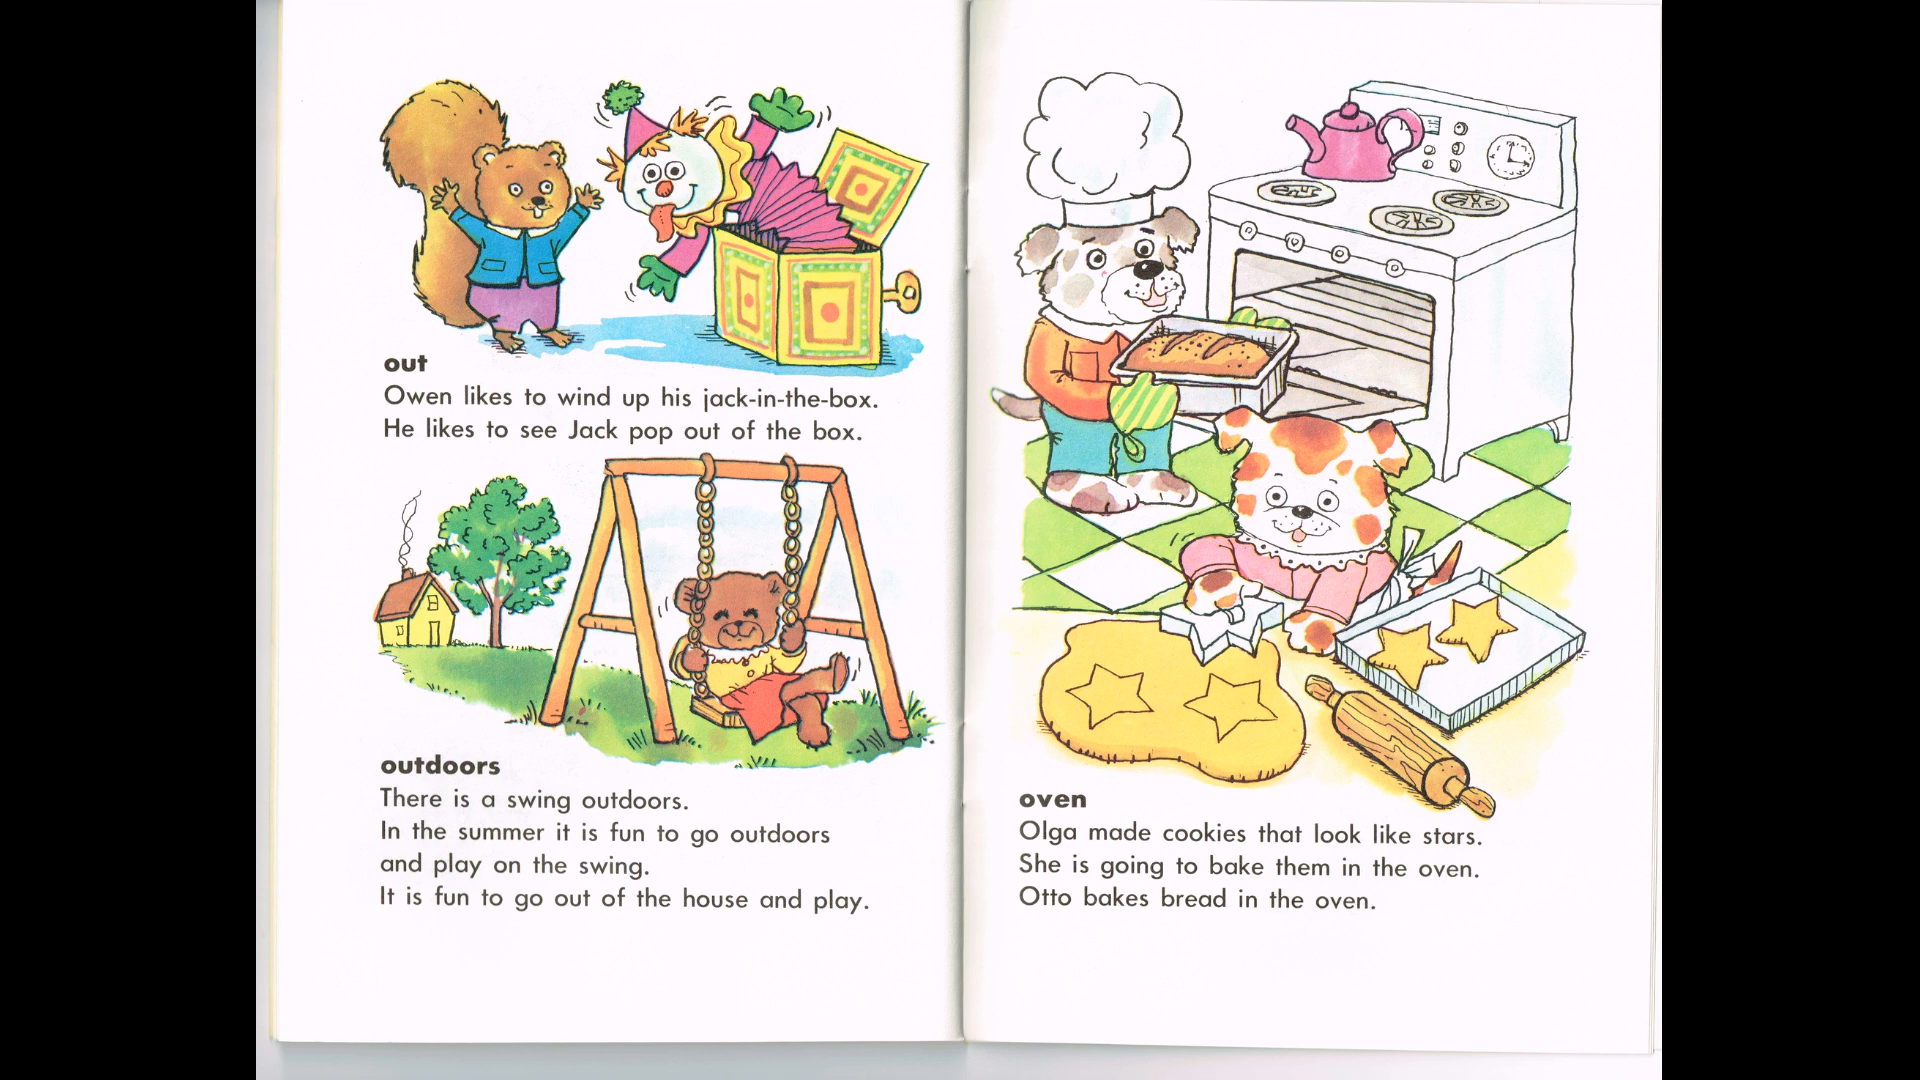 out
Owen likes to wind up his jack-in-the-box.
He likes to see Jack pop out of the box.
outdoors
There is a swing outdoors.
In the summer it is fun to go outdoors
and play on the swing.
It is fun to go out of the house and play.
oven
Olga made cookies that look like stars.
She is going to bake them in the oven.
Otto bakes bread in the oven.